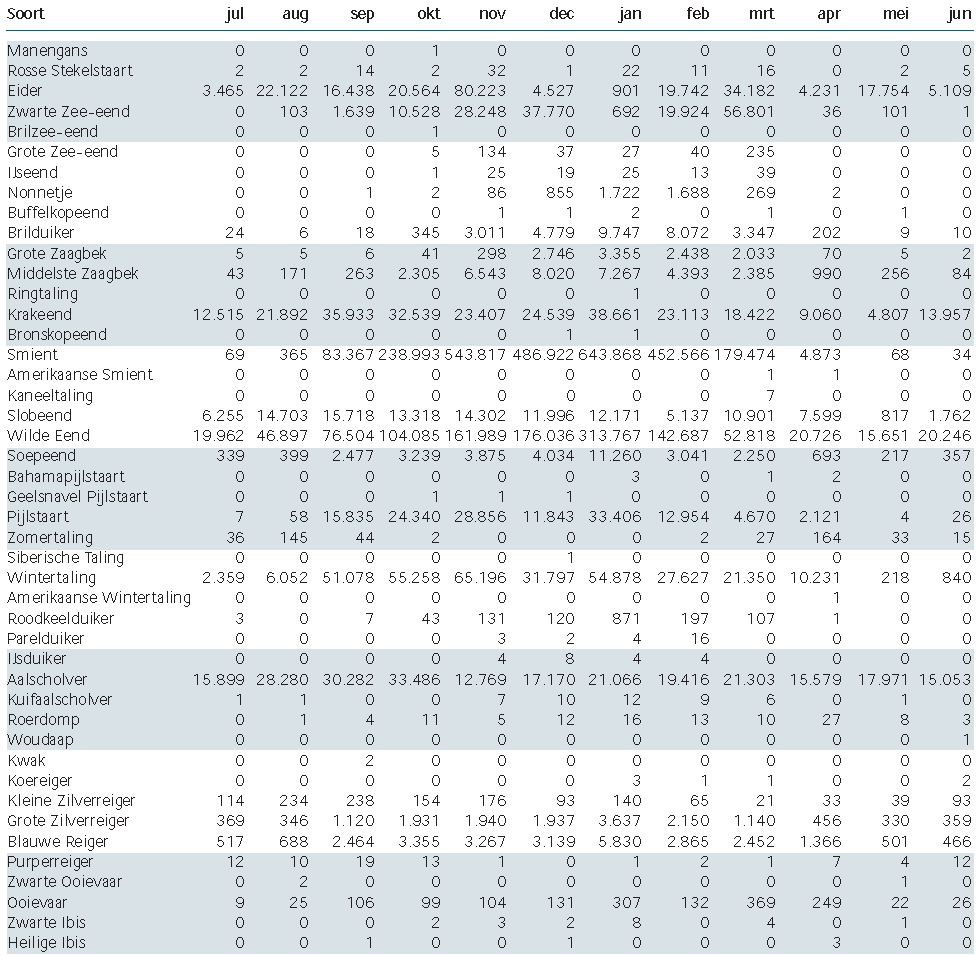 Soort jul aug sep okt nov dec jan feb mrt apr mei jun
Manengans 0 0 0 1 0 0 0 0 0 0 0 0
Rosse Stekelstaart 2 2 14 2 32 1 22 11 16 0 2 5
Eider 3.465 22.122 16.438 20.564 80.223 4.527 901 19.742 34.182 4.231 17.754 5.109
Zwarte Zee-eend 0 103 1.639 10.528 28.248 37.770 692 19.924 56.801 36 101 1
Brilzee-eend 0 0 0 1 0 0 0 0 0 0 0 0
Grote Zee-eend 0 0 0 5 134 37 27 40 235 0 0 0
IJseend 0 0 0 1 25 19 25 13 39 0 0 0
Nonnetje 0 0 1 2 86 855 1.722 1.688 269 2 0 0
Buffelkopeend 0 0 0 0 1 1 2 0 1 0 1 0
Brilduiker 24 6 18 345 3.011 4.779 9.747 8.072 3.347 202 9 10
Grote Zaagbek 5 5 6 41 298 2.746 3.355 2.438 2.033 70 5 2
Middelste Zaagbek 43 171 263 2.305 6.543 8.020 7.267 4.393 2.385 990 256 84
Ringtaling 0 0 0 0 0 0 1 0 0 0 0 0
Krakeend 12.515 21.892 35.933 32.539 23.407 24.539 38.661 23.113 18.422 9.060 4.807 13.957
Bronskopeend 0 0 0 0 0 1 1 0 0 0 0 0
Smient 69 365 83.367 238.993 543.817 486.922 643.868 452.566 179.474 4.873 68 34
Amerikaanse Smient 0 0 0 0 0 0 0 0 1 1 0 0
Kaneeltaling 0 0 0 0 0 0 0 0 7 0 0 0
Slobeend 6.255 14.703 15.718 13.318 14.302 11.996 12.171 5.137 10.901 7.599 817 1.762
Wilde Eend 19.962 46.897 76.504 104.085 161.989 176.036 313.767 142.687 52.818 20.726 15.651 20.246
Soepeend 339 399 2.477 3.239 3.875 4.034 11.260 3.041 2.250 693 217 357
Bahamapijlstaart 0 0 0 0 0 0 3 0 1 2 0 0
Geelsnavel Pijlstaart 0 0 0 1 1 1 0 0 0 0 0 0
Pijlstaart 7 58 15.835 24.340 28.856 11.843 33.406 12.954 4.670 2.121 4 26
Zomertaling 36 145 44 2 0 0 0 2 27 164 33 15
Siberische Taling 0 0 0 0 0 1 0 0 0 0 0 0
Wintertaling 2.359 6.052 51.078 55.258 65.196 31.797 54.878 27.627 21.350 10.231 218 840
Amerikaanse Wintertaling 0 0 0 0 0 0 0 0 0 1 0 0
Roodkeelduiker 3 0 7 43 131 120 871 197 107 1 0 0
Parelduiker 0 0 0 0 3 2 4 16 0 0 0 0
IJsduiker 0 0 0 0 4 8 4 4 0 0 0 0
Aalscholver 15.899 28.280 30.282 33.486 12.769 17.170 21.066 19.416 21.303 15.579 17.971 15.053
Kuifaalscholver 1 1 0 0 7 10 12 9 6 0 1 0
Roerdomp 0 1 4 11 5 12 16 13 10 27 8 3
Woudaap 0 0 0 0 0 0 0 0 0 0 0 1
Kwak 0 0 2 0 0 0 0 0 0 0 0 0
Koereiger 0 0 0 0 0 0 3 1 1 0 0 2
Kleine Zilverreiger 114 234 238 154 176 93 140 65 21 33 39 93
Grote Zilverreiger 369 346 1.120 1.931 1.940 1.937 3.637 2.150 1.140 456 330 359
Blauwe Reiger 517 688 2.464 3.355 3.267 3.139 5.830 2.865 2.452 1.366 501 466
Purperreiger 12 10 19 13 1 0 1 2 1 7 4 12
Zwarte Ooievaar 0 2 0 0 0 0 0 0 0 0 1 0
Ooievaar 9 25 106 99 104 131 307 132 369 249 22 26
Zwarte Ibis 0 0 0 2 3 2 8 0 4 0 1 0
Heilige Ibis 0 0 1 0 0 1 0 0 0 3 0 0